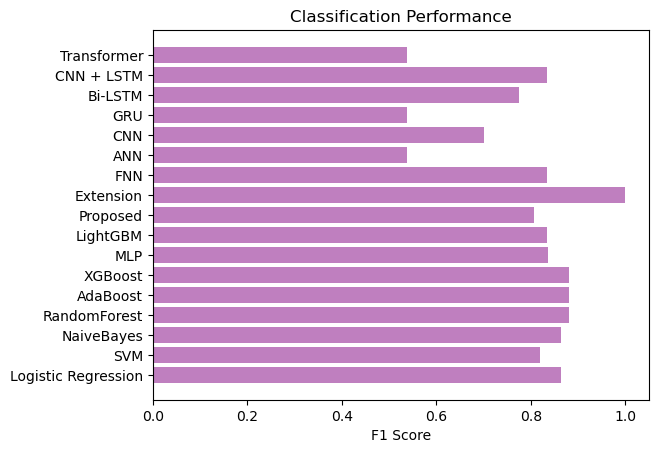 Classification Performance
Transformer
CNN + LSTM
Bi-LSTM
GRU
CNN
ANN
FNN
Extension
Proposed
LightGBM
MLP
XGBoost
AdaBoost
RandomForest
NaiveBayes
SVM
Logistic Regression
0.0 0.2 0.4 0.6 0.8 1.0
F1 Score